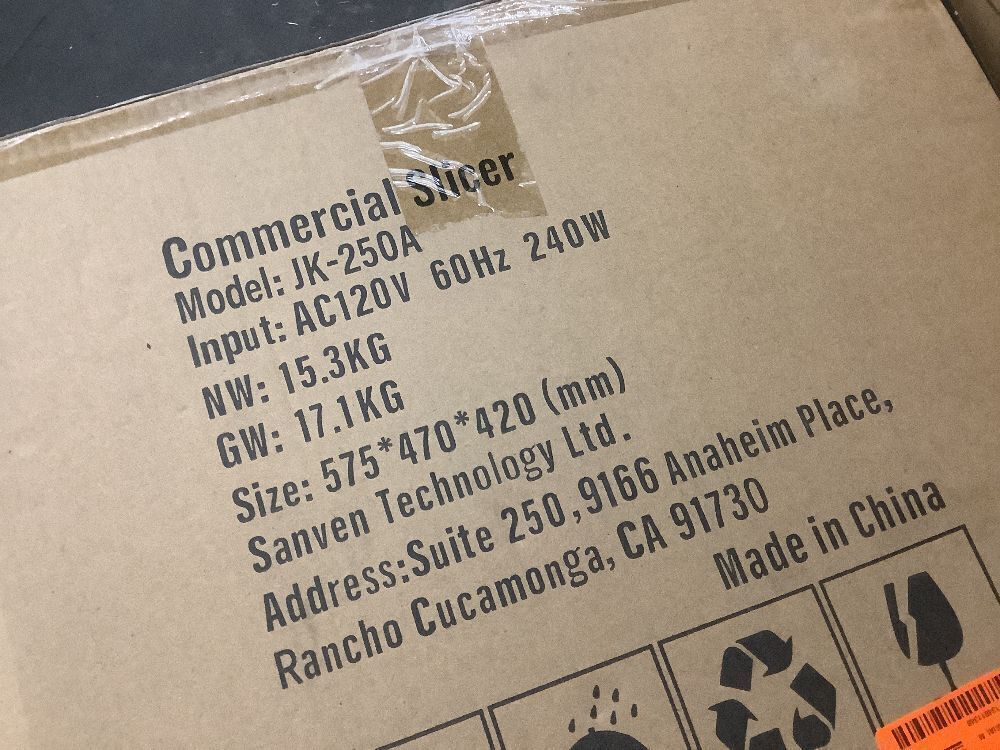 Commercial Slicer
Model: JK-250A
Input: AC120V 60Hz 240W
NW: 15.3KG
GW: 17.1KG
Size: 575*470*420 (mm)
Sanven Technology Ltd.
Address:Suite 250,9166 Anaheim Place,
Rancho Cucamonga, CA 91730
Made in China